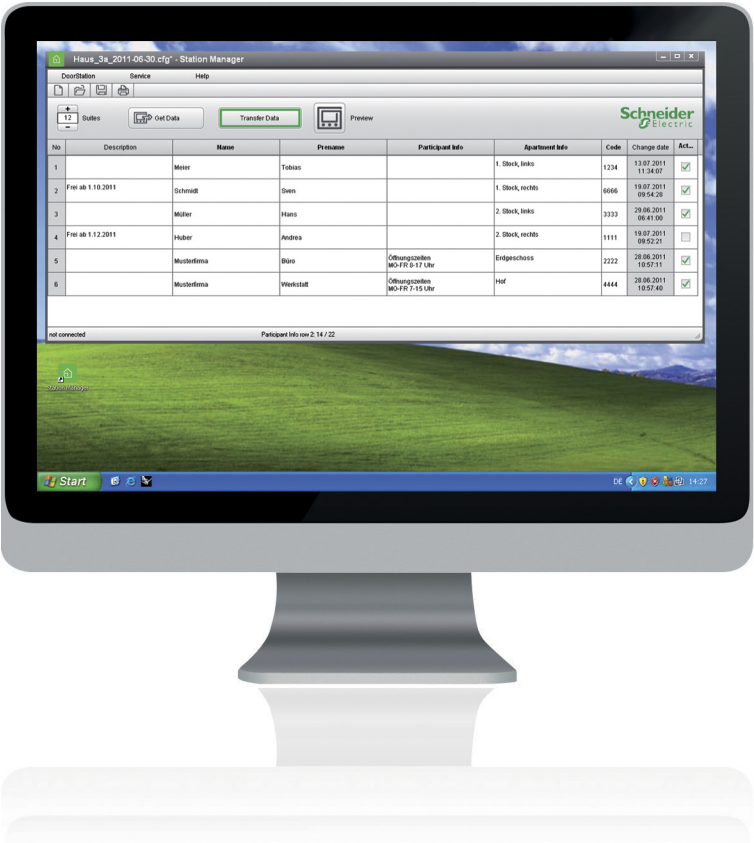 Haus_3a_2011-06-30.cfg* - Station Manager
DoorStation Service Help
+
12 Suites Get Data Transfer Data Preview
-
Schneider
Electric
No Description Name Prename Participant Info Apartment Info Code Change date Act...
1 Meier Tobias 1. Stock, links 1234 13.07.2011
11:34:07
2 Frei ab 1.10.2011 Schmidt Sven 1. Stock, rechts 6666 19.07.2011
09:54:28
3 Müller Hans 2. Stock, links 3333 29.06.2011
06:41:00
4 Frei ab 1.12.2011 Huber Andrea 2. Stock, rechts 1111 19.07.2011
09:52:21
5 Musterfirma Büro Öffnungszeiten Erdgeschoss 2222 28.06.2011
MO-FR 8-17 Uhr 10:57:11
6 Musterfirma Werkstatt Öffnungszeiten Hof 4444 28.06.2011
MO-FR 7-15 Uhr 10:57:40
not connected Participant Info row 2: 14 / 22
Station Manager
Start DE 14:27